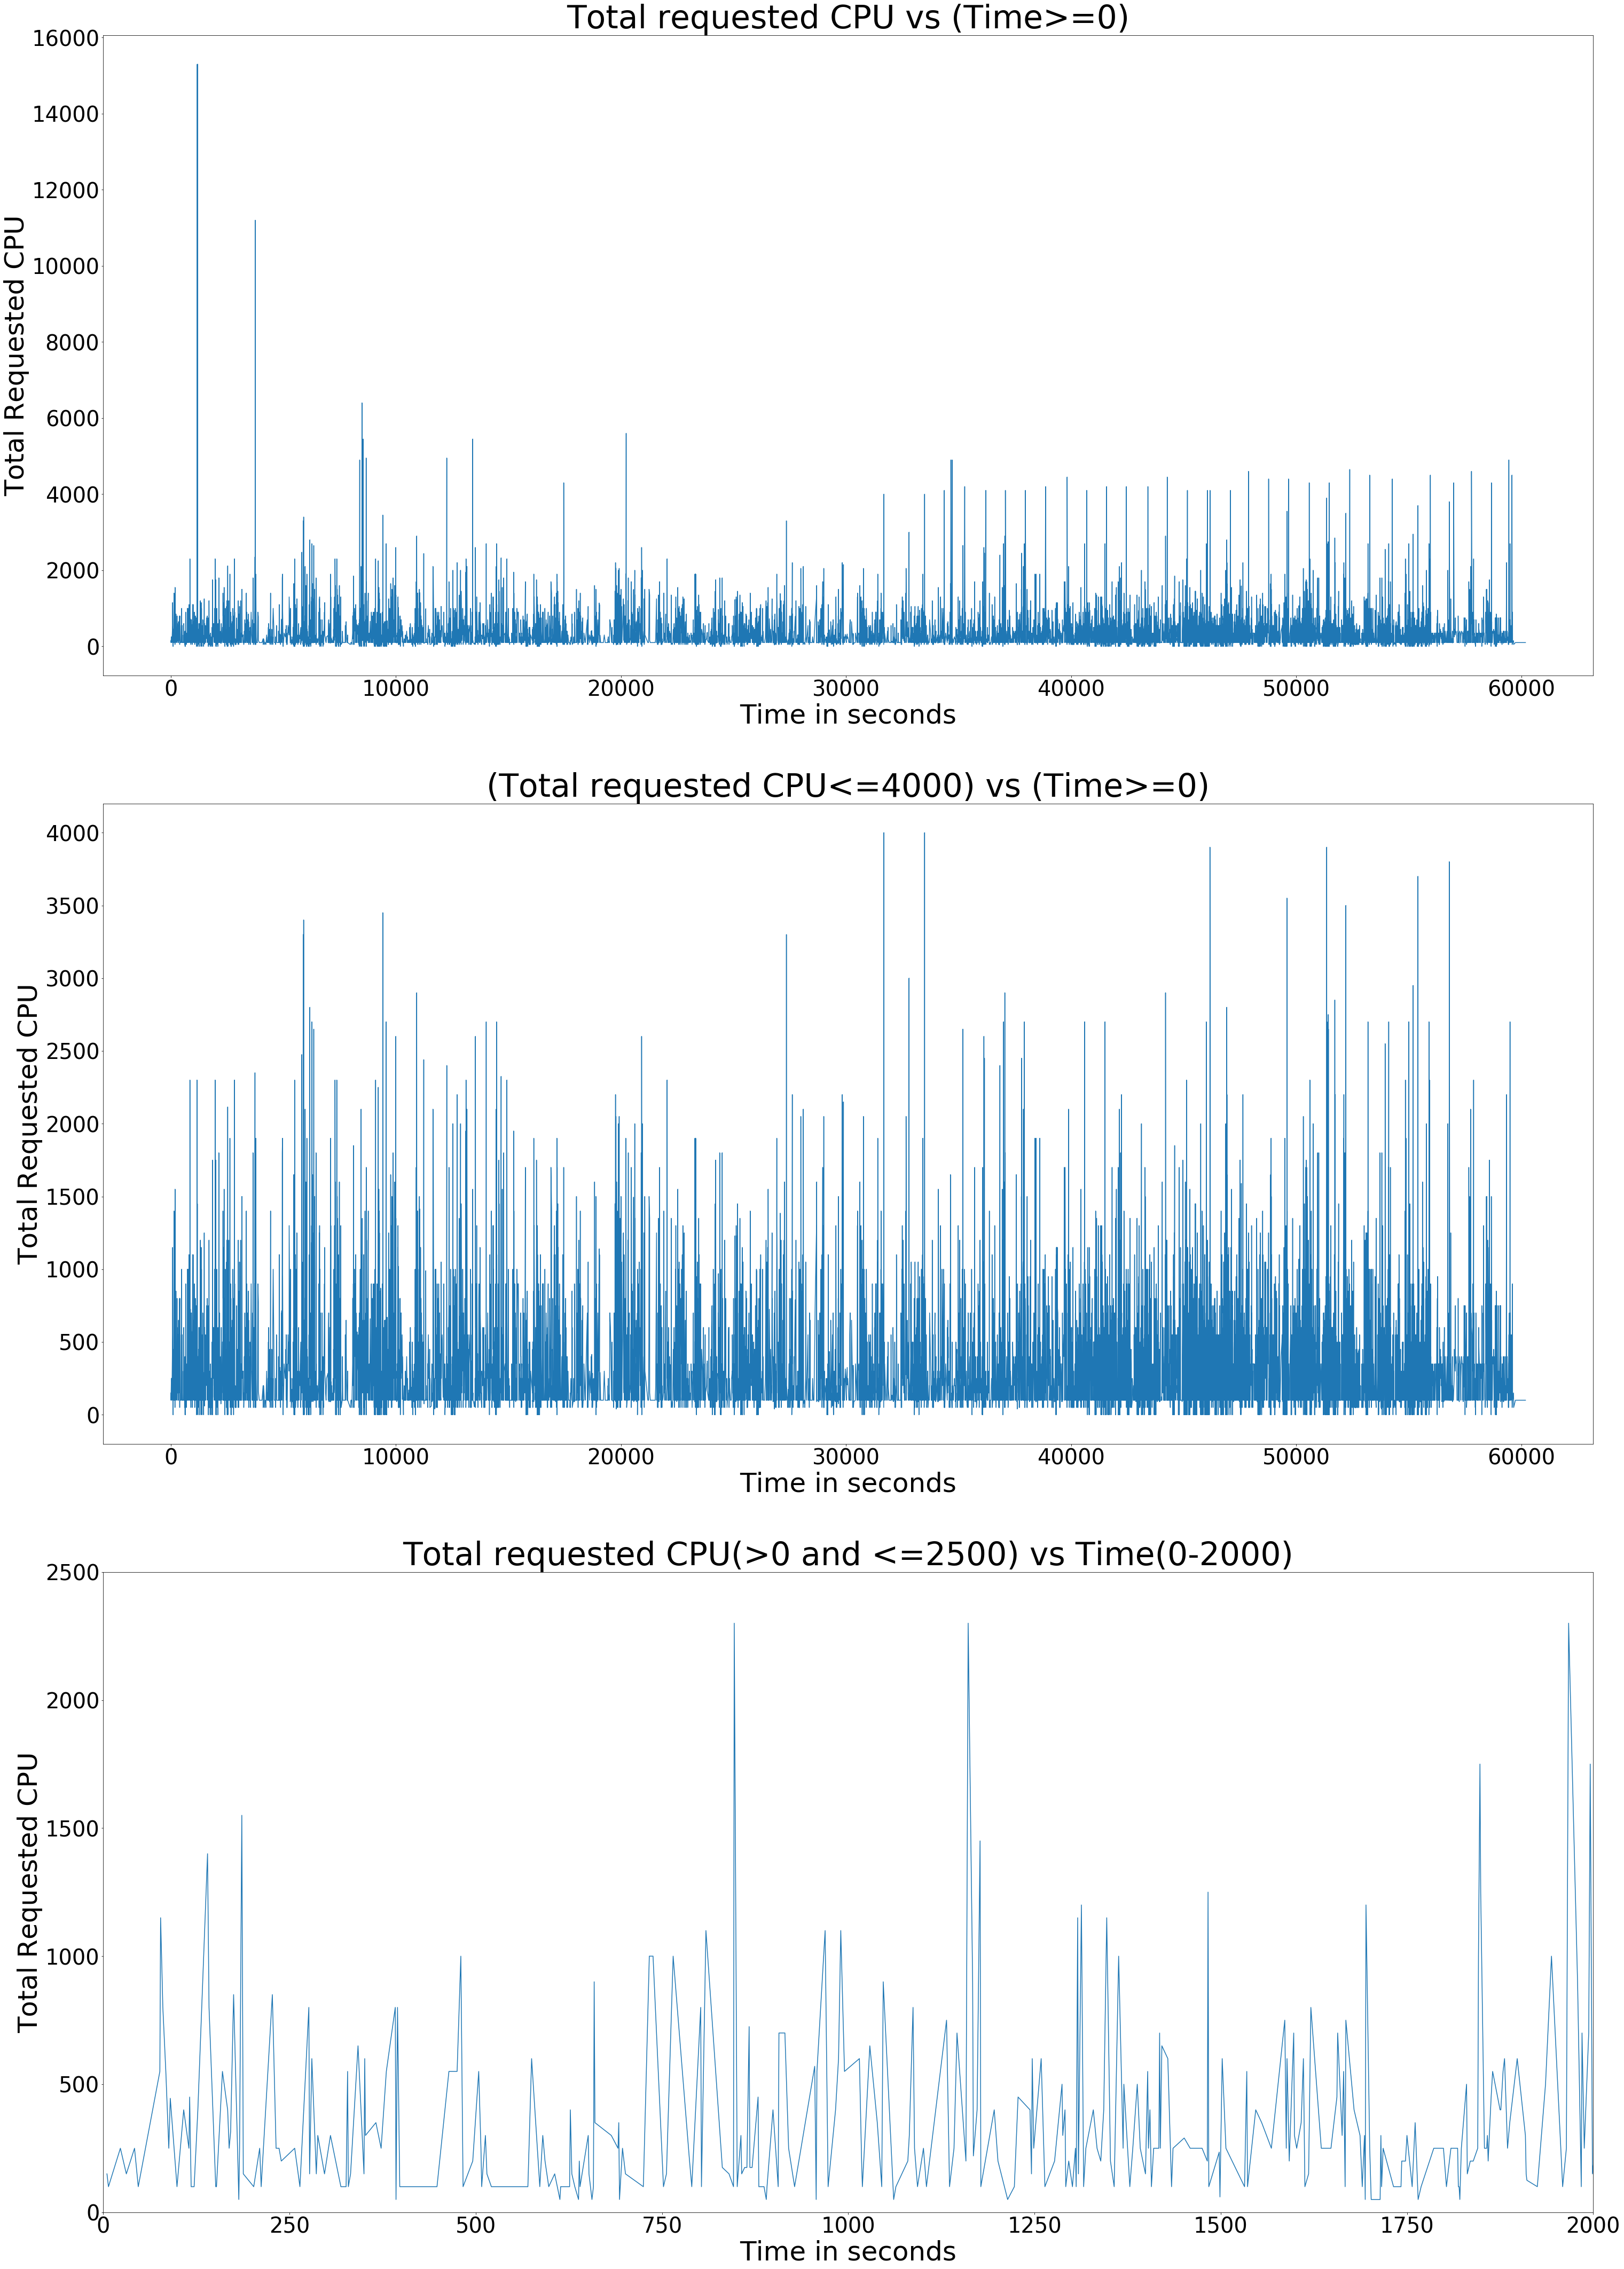 Total requested CPU vs (Time>=0)
16000
14000
12000
10000
8000
6000
4000
2000
0
Total Requested CPU
0 10000 20000 30000 40000 50000 60000
Time in seconds
(Total requested CPU<=4000) vs (Time>=0)
4000
3500
3000
2500
2000
1500
1000
500
0
Total Requested CPU
0 10000 20000 30000 40000 50000 60000
Time in seconds
Total requested CPU(>0 and <=2500) vs Time(0-2000)
2500
2000
1500
1000
500
0
Total Requested CPU
0 250 500 750 1000 1250 1500 1750 2000
Time in seconds